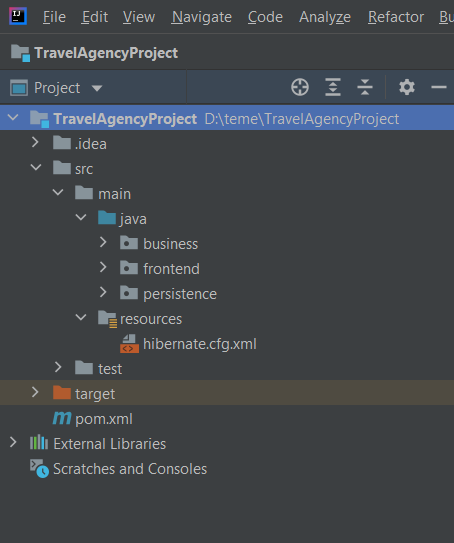 File Edit View Navigate Code Analyze Refactor
TravelAgencyProject
Project
TravelAgencyProject D:\teme\TravelAgencyProject
.idea
src
main
java
business
frontend
persistence
resources
hibernate.cfg.xml
test
target
m pom.xml
External Libraries
Scratches and Consoles